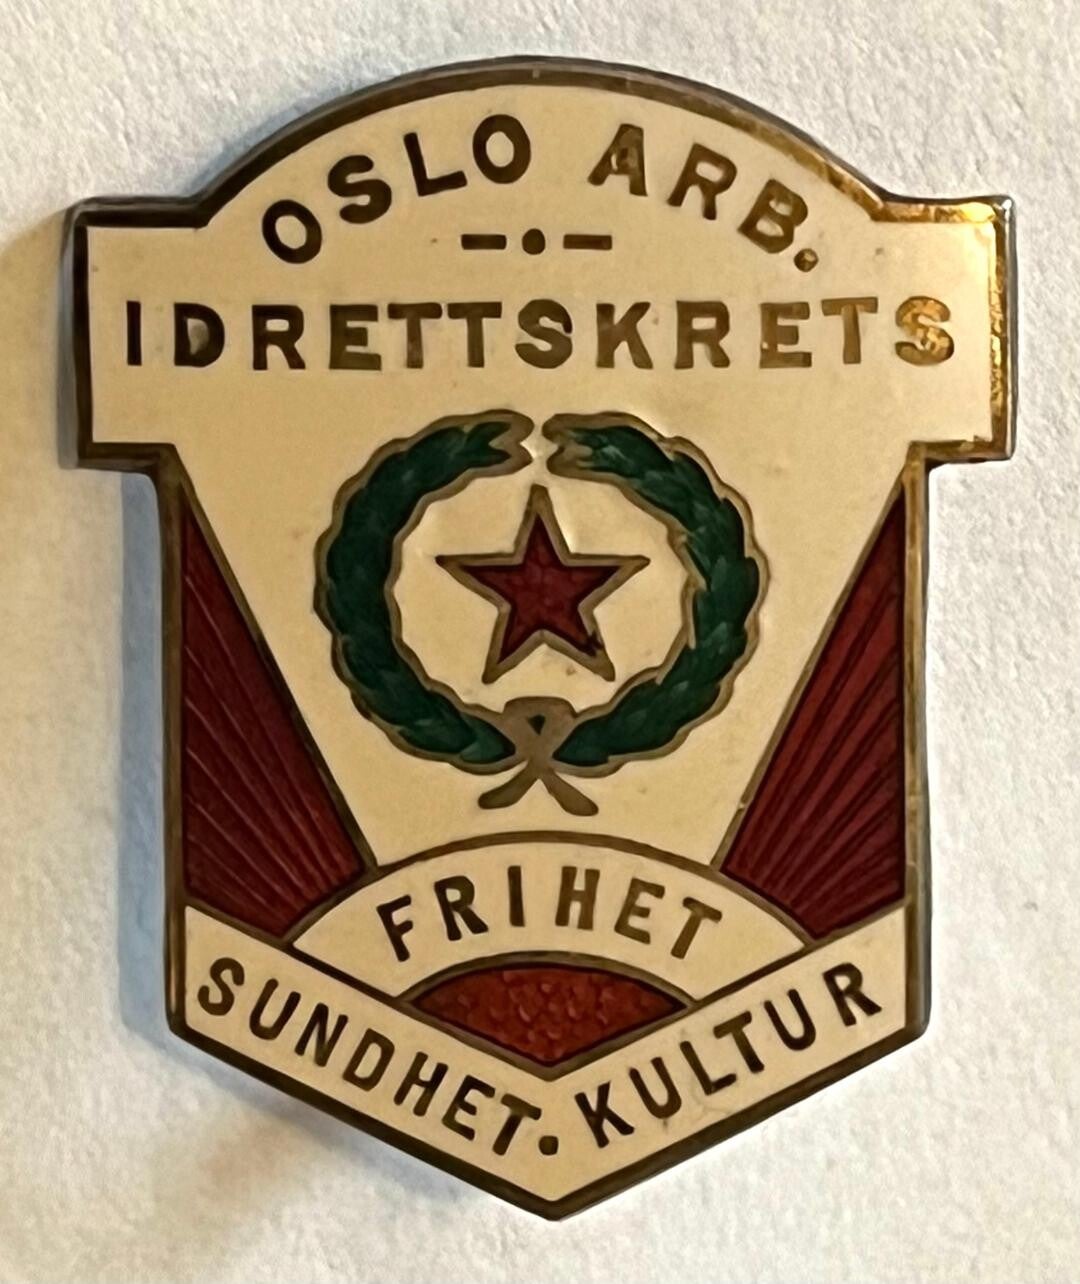 OSLO ARB.
IDRETTSKRETS
FRIHET
SUNDHET • KULTUR